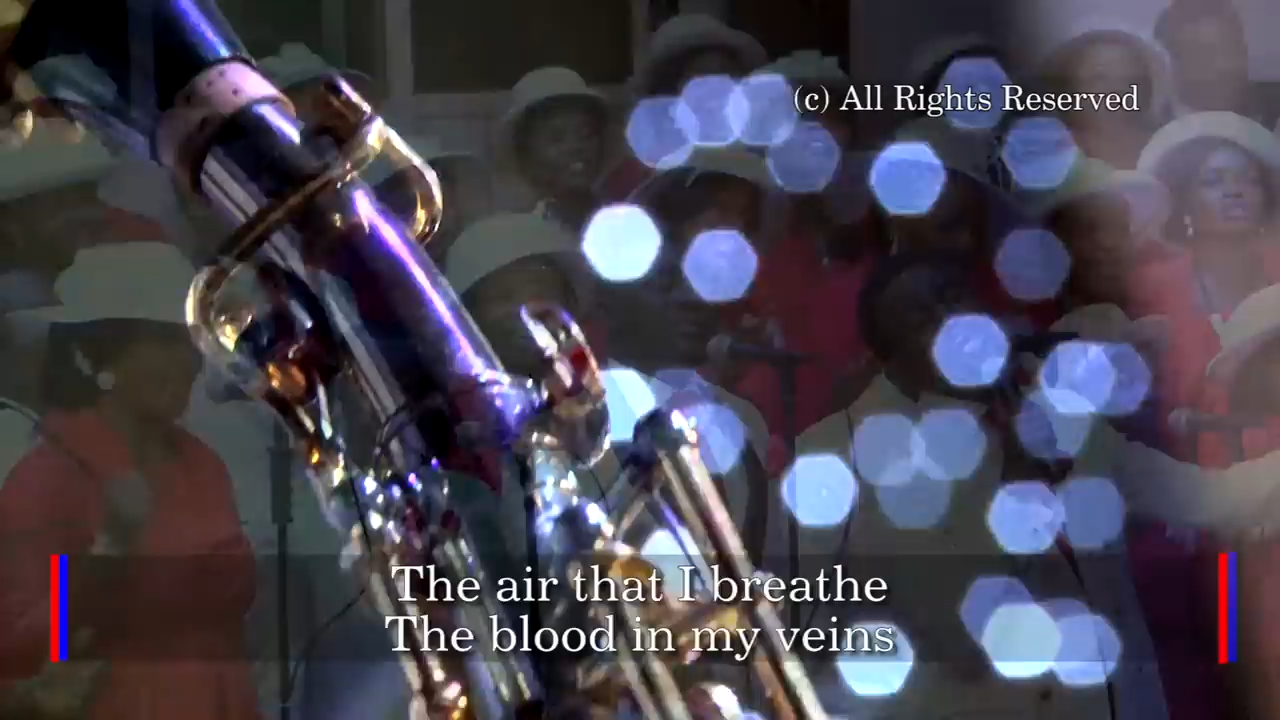 (c) All Rights Reserved
The air that I breathe
The blood in my veins